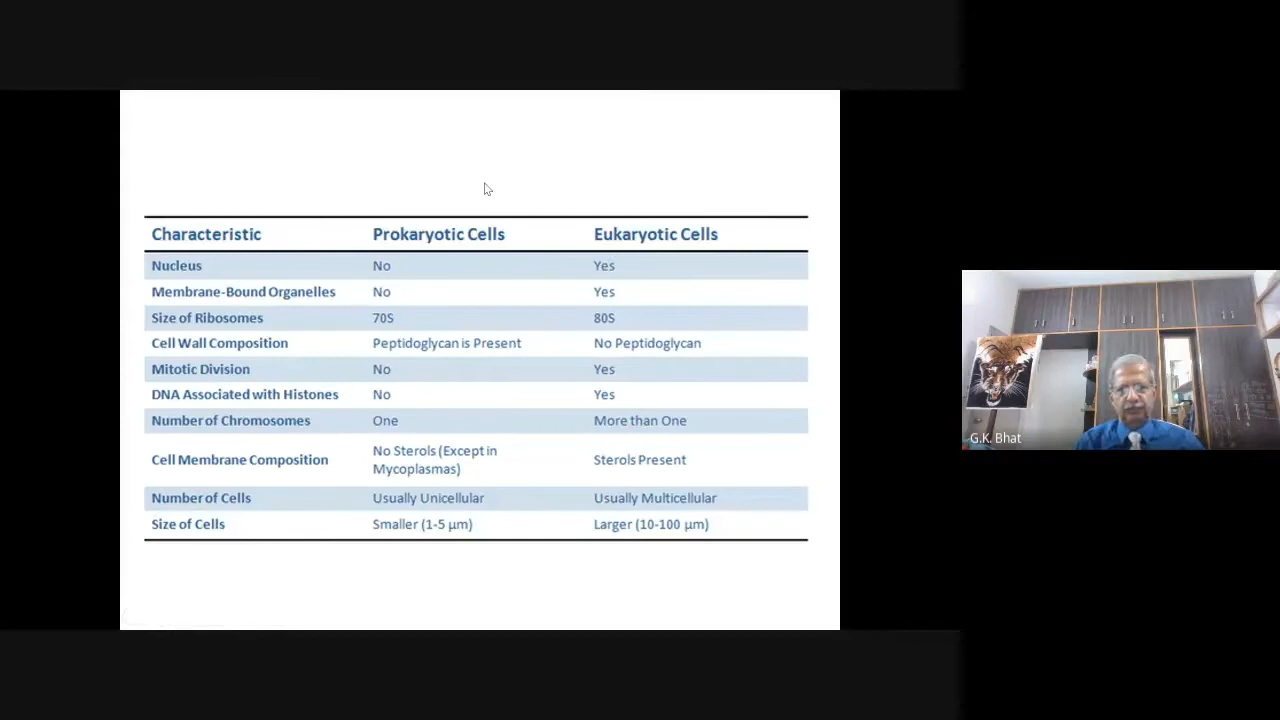 Characteristic Prokaryotic Cells Eukaryotic Cells
Nucleus No Yes
Membrane-Bound Organelles No Yes
Size of Ribosomes 70S 80S
Cell Wall Composition Peptidoglycan is Present No Peptidoglycan
Mitotic Division No Yes
DNA Associated with Histones No Yes
Number of Chromosomes One More than One
Cell Membrane Composition No Sterols (Except in Mycoplasmas) Sterols Present
Number of Cells Usually Unicellular Usually Multicellular
Size of Cells Smaller (1-5 µm) Larger (10-100 µm)
G.K. Bhat